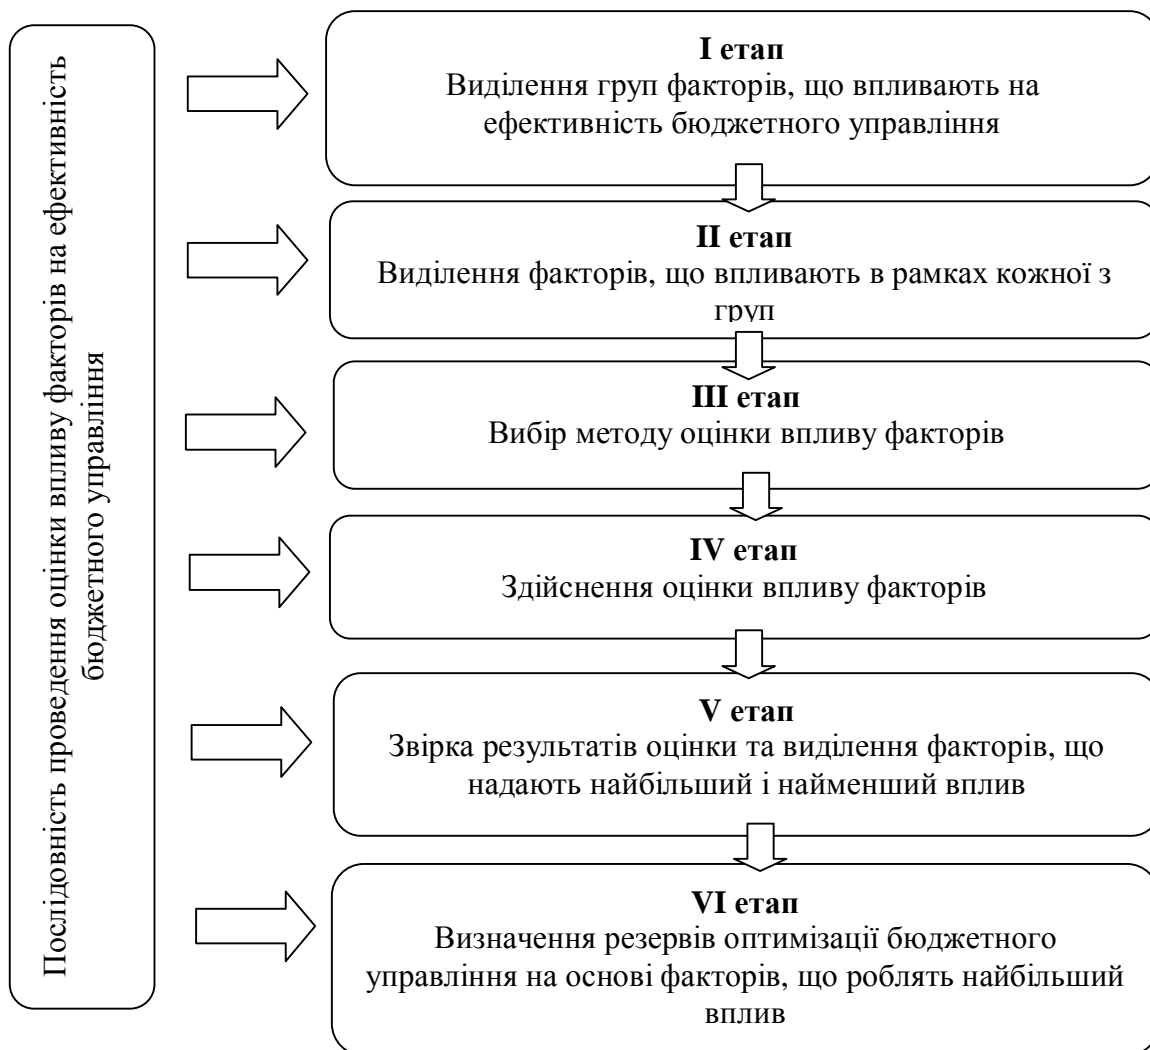 Послідовність проведення оцінки впливу факторів на ефективність
бюджетного управління
I етап
Виділення груп факторів, що впливають на
ефективність бюджетного управління
II етап
Виділення факторів, що впливають в рамках кожної з
груп
III етап
Вибір методу оцінки впливу факторів
IV етап
Здійснення оцінки впливу факторів
V етап
Звірка результатів оцінки та виділення факторів, що
надають найбільший і найменший вплив
VI етап
Визначення резервів оптимізації бюджетного
управління на основі факторів, що роблять найбільший
вплив